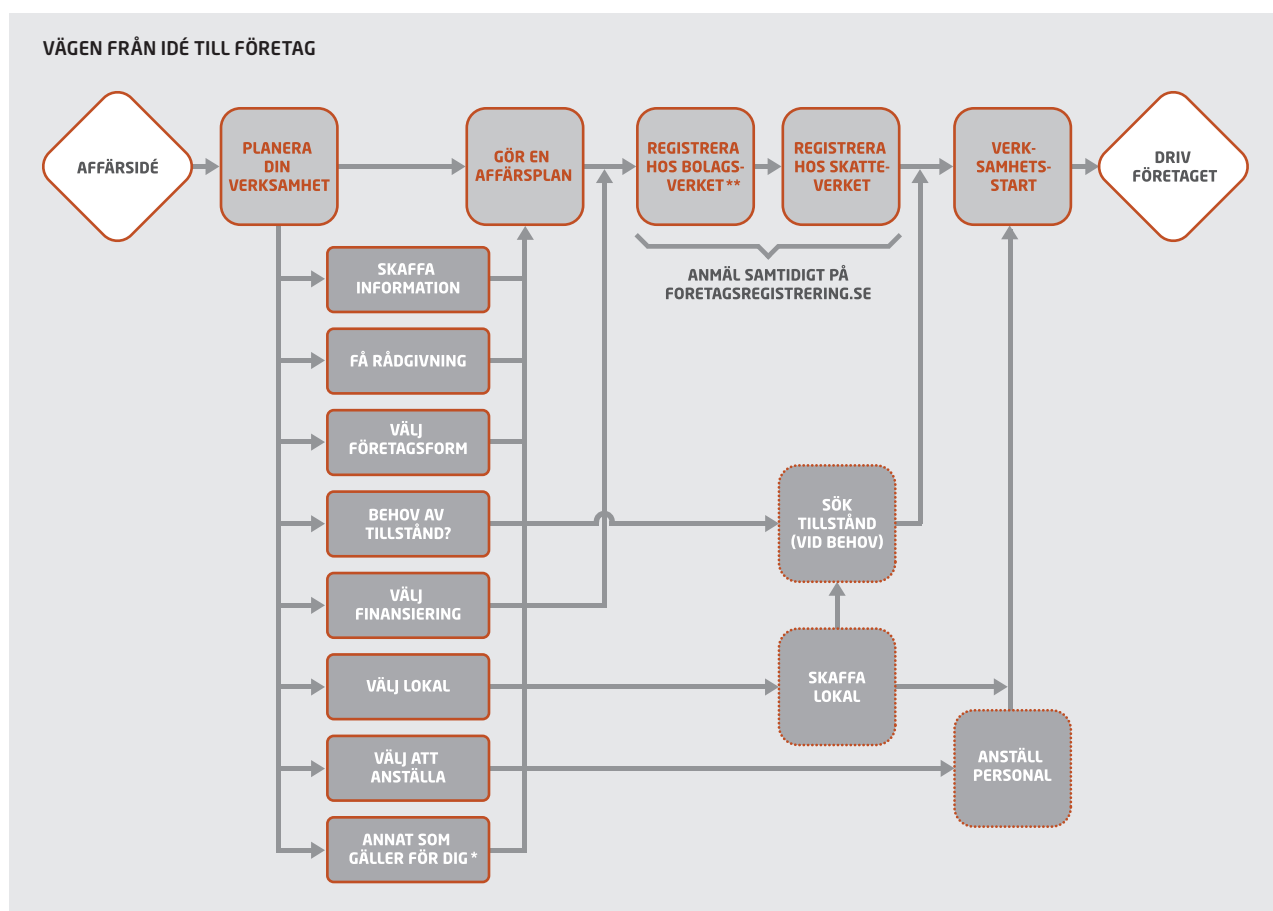 VÄGEN FRÅN IDÉ TILL FÖRETAG
AFFÄRSIDÉ
PLANERA
DIN
VERKSAMHET
GÖR EN
AFFÄRSPLAN
REGISTRERA
HOS BOLAGS-
VERKET**
REGISTRERA
HOS SKATTE-
VERKET
VERK-
SAMHETS-
START
DRIV
FÖRETAGET
ANMÄL SAMTIDIGT PÅ
FORETAGSREGISTRERING.SE
SKAFFA
INFORMATION
FÅ RÅDGIVNING
VÄLJ
FÖRETAGSFORM
BEHOV AV
TILLSTÅND?
SÖK
TILLSTÅND
(VID BEHOV)
VÄLJ
FINANSIERING
VÄLJ LOKAL
SKAFFA
LOKAL
VÄLJ ATT
ANSTÄLLA
ANSTÄLL
PERSONAL
ANNAT SOM
GÄLLER FÖR DIG*